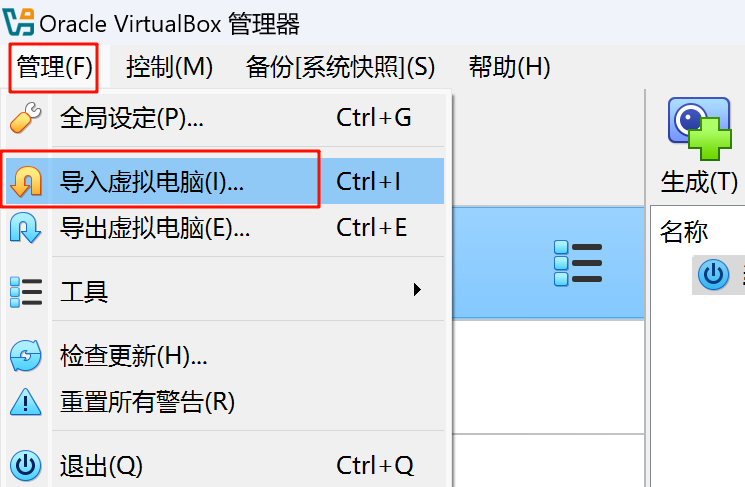 Oracle VirtualBox 管理器
管理(F) 控制(M) 备份[系统快照](S) 帮助(H)
全局设定(P)... Ctrl+G
导入虚拟电脑(I)... Ctrl+I
生成(T)
导出虚拟电脑(E)... Ctrl+E
名称
工具
检查更新(H)...
重置所有警告(R)
退出(Q) Ctrl+Q